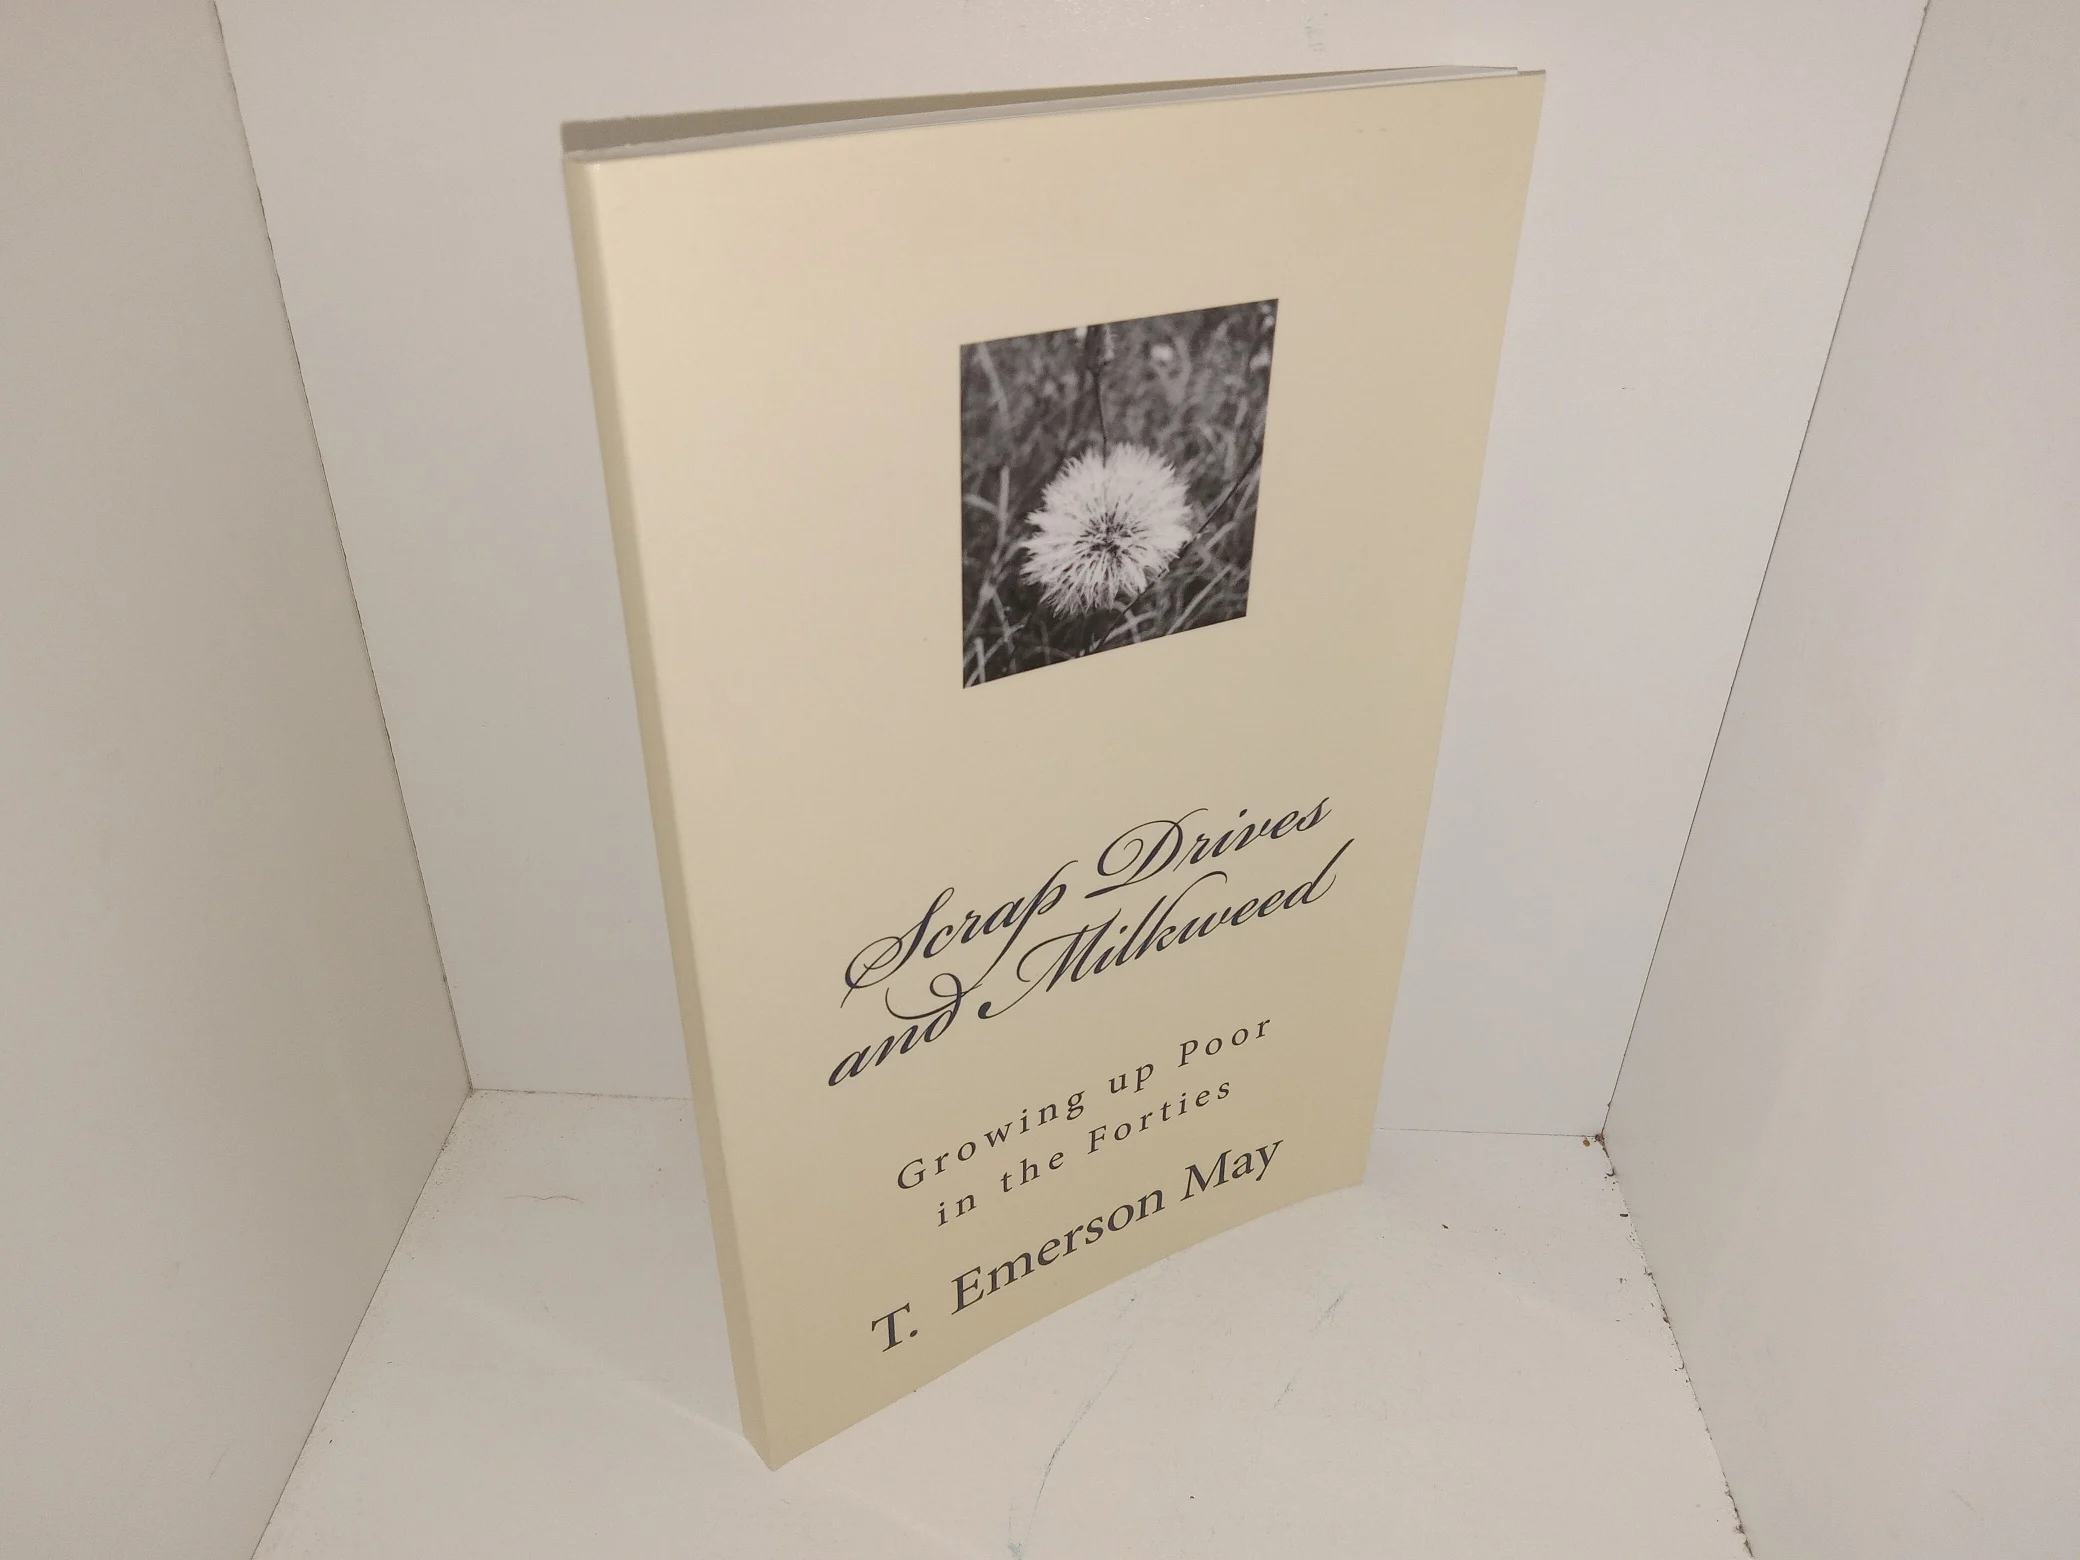 Scrap Drives
and Milkweed
Growing up Poor
in the Forties
T. Emerson May